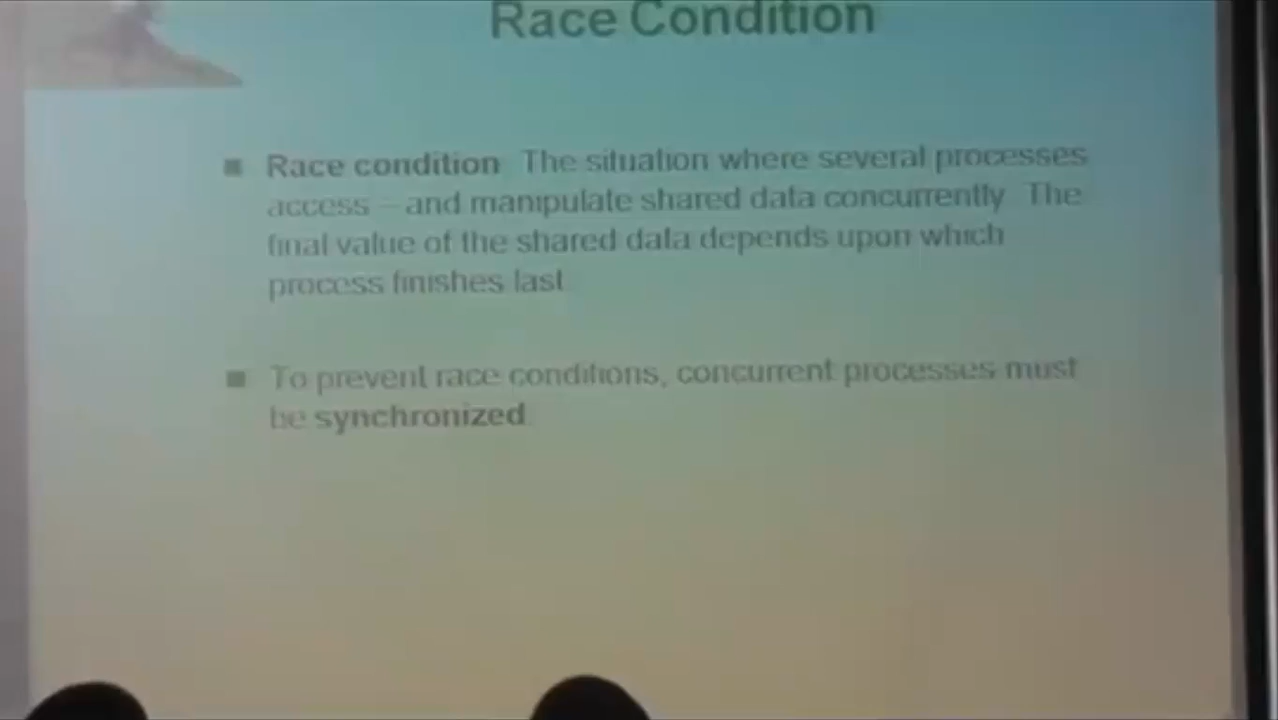 Race Condition
■ Race condition The situation where several processes
access – and manipulate shared data concurrently The
final value of the shared data depends upon which
process finishes last
■ To prevent race conditions, concurrent processes must
be synchronized